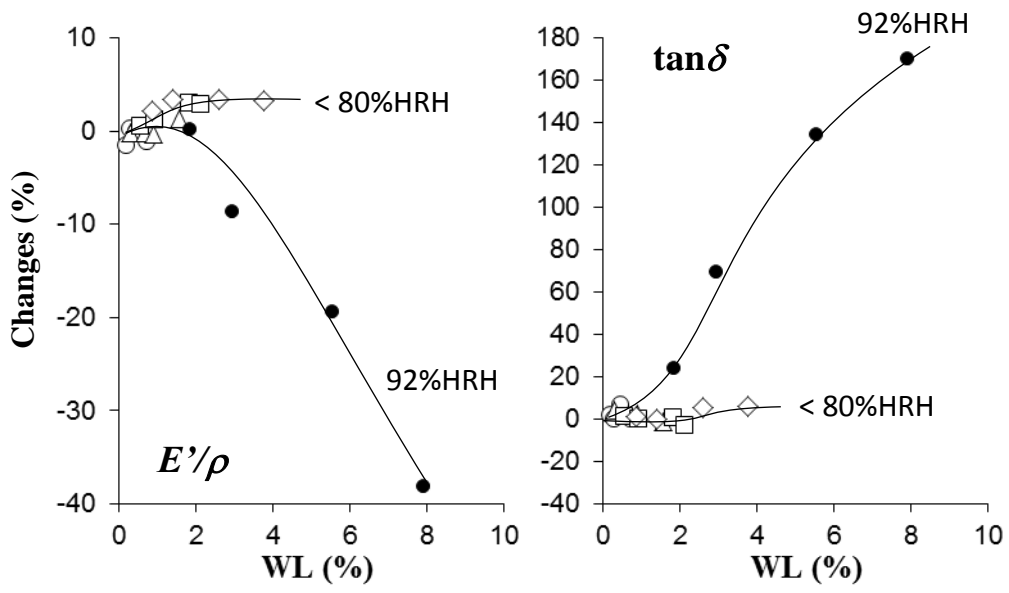 Changes (%)
10
0
-10
-20
-30
-40
0 2 4 6 8 10
WL (%)
< 80%HRH
92%HRH
E’/ρ
180
160
140
120
100
80
60
40
20
0
-20
-40
0 2 4 6 8 10
WL (%)
tanδ
92%HRH
< 80%HRH